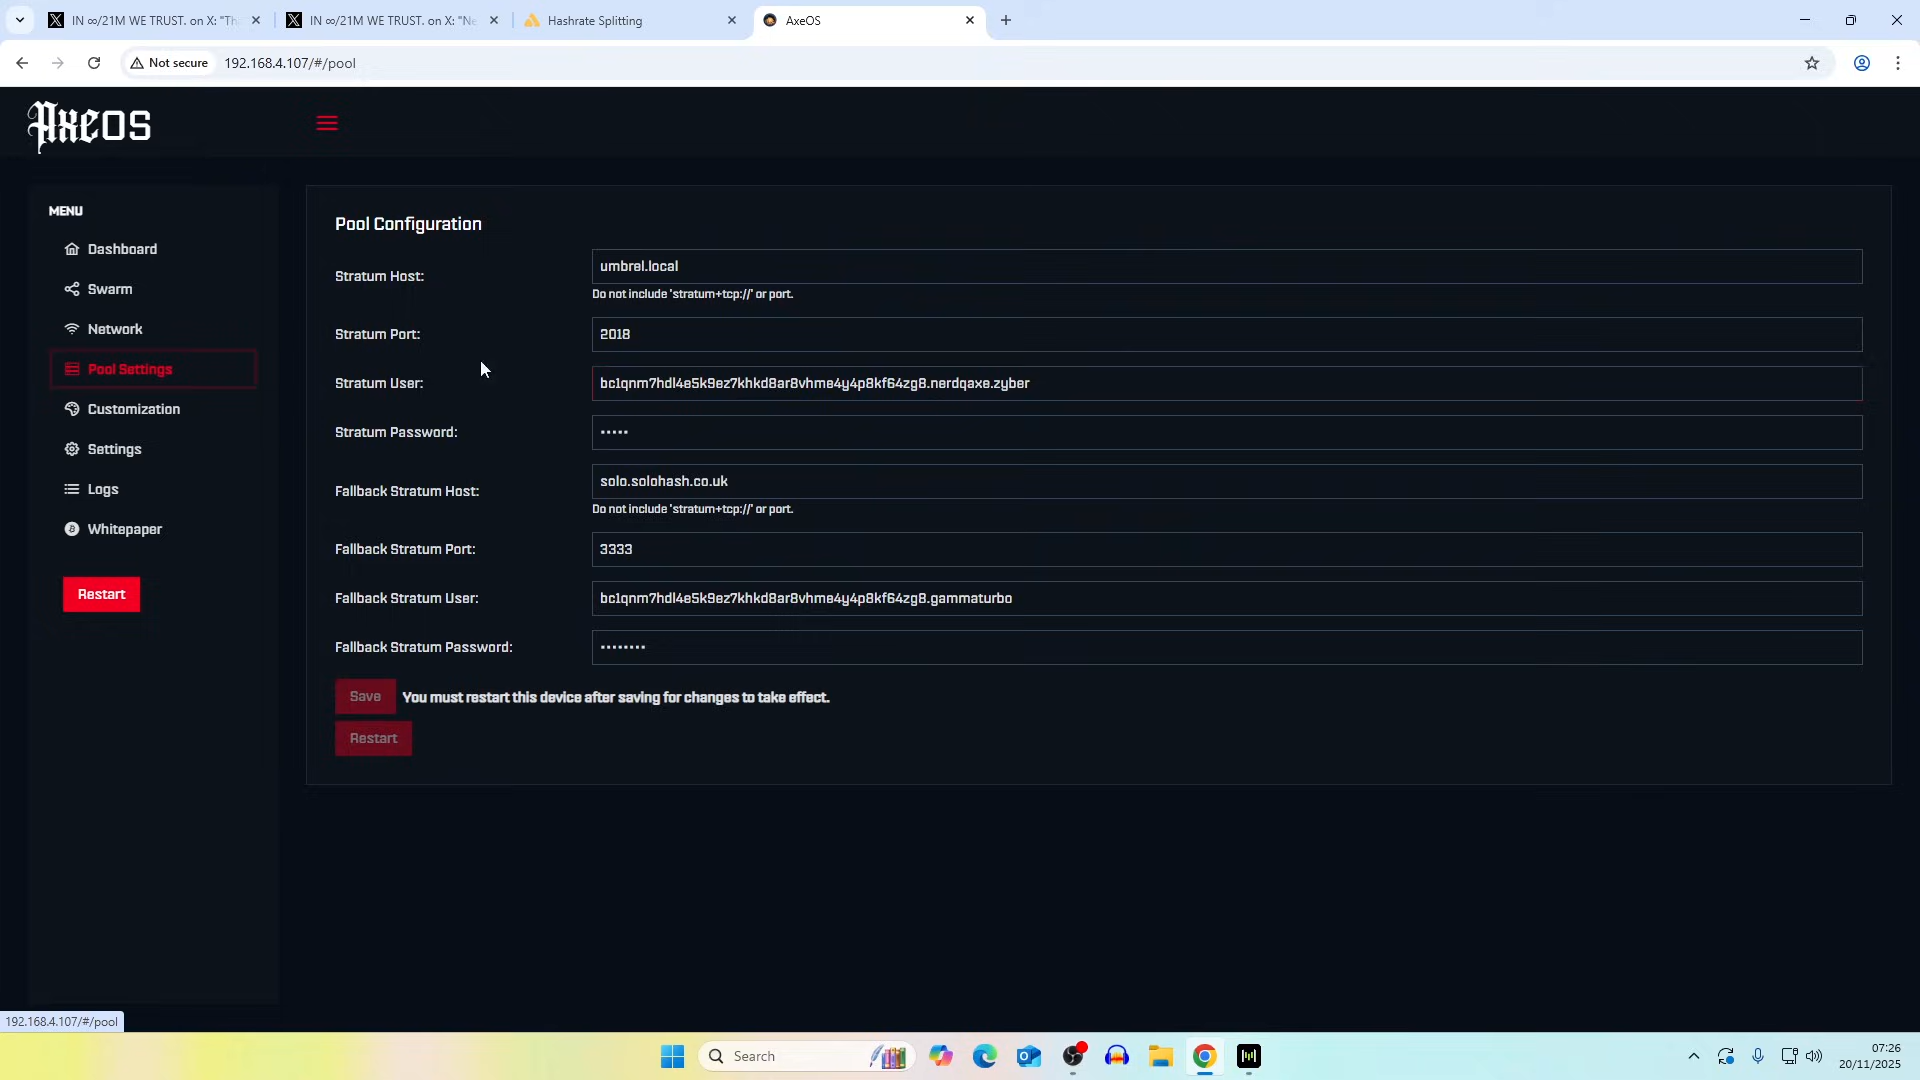 IN ∞/21M WE TRUST. on X: "Tha
IN ∞/21M WE TRUST. on X: "Ne
Hashrate Splitting
AxeOS
Not secure
192.168.4.107/#/pool
AxeOS
MENU
Dashboard
Swarm
Network
Pool Settings
Customization
Settings
Logs
Whitepaper
Restart
Pool Configuration
Stratum Host:
umbrel.local
Do not include 'stratum+tcp://' or port.
Stratum Port:
2018
Stratum User:
bc1qnm7hdl4e5k9ez7khkd8ar8vhme4y4p8kf64zg8.nerdqaxe.zyber
Stratum Password:
•••••
Fallback Stratum Host:
solo.solohash.co.uk
Do not include 'stratum+tcp://' or port.
Fallback Stratum Port:
3333
Fallback Stratum User:
bc1qnm7hdl4e5k9ez7khkd8ar8vhme4y4p8kf64zg8.gammaturbo
Fallback Stratum Password:
••••••••
Save
You must restart this device after saving for changes to take effect.
Restart
192.168.4.107/#/pool
Search
07:26
20/11/2025